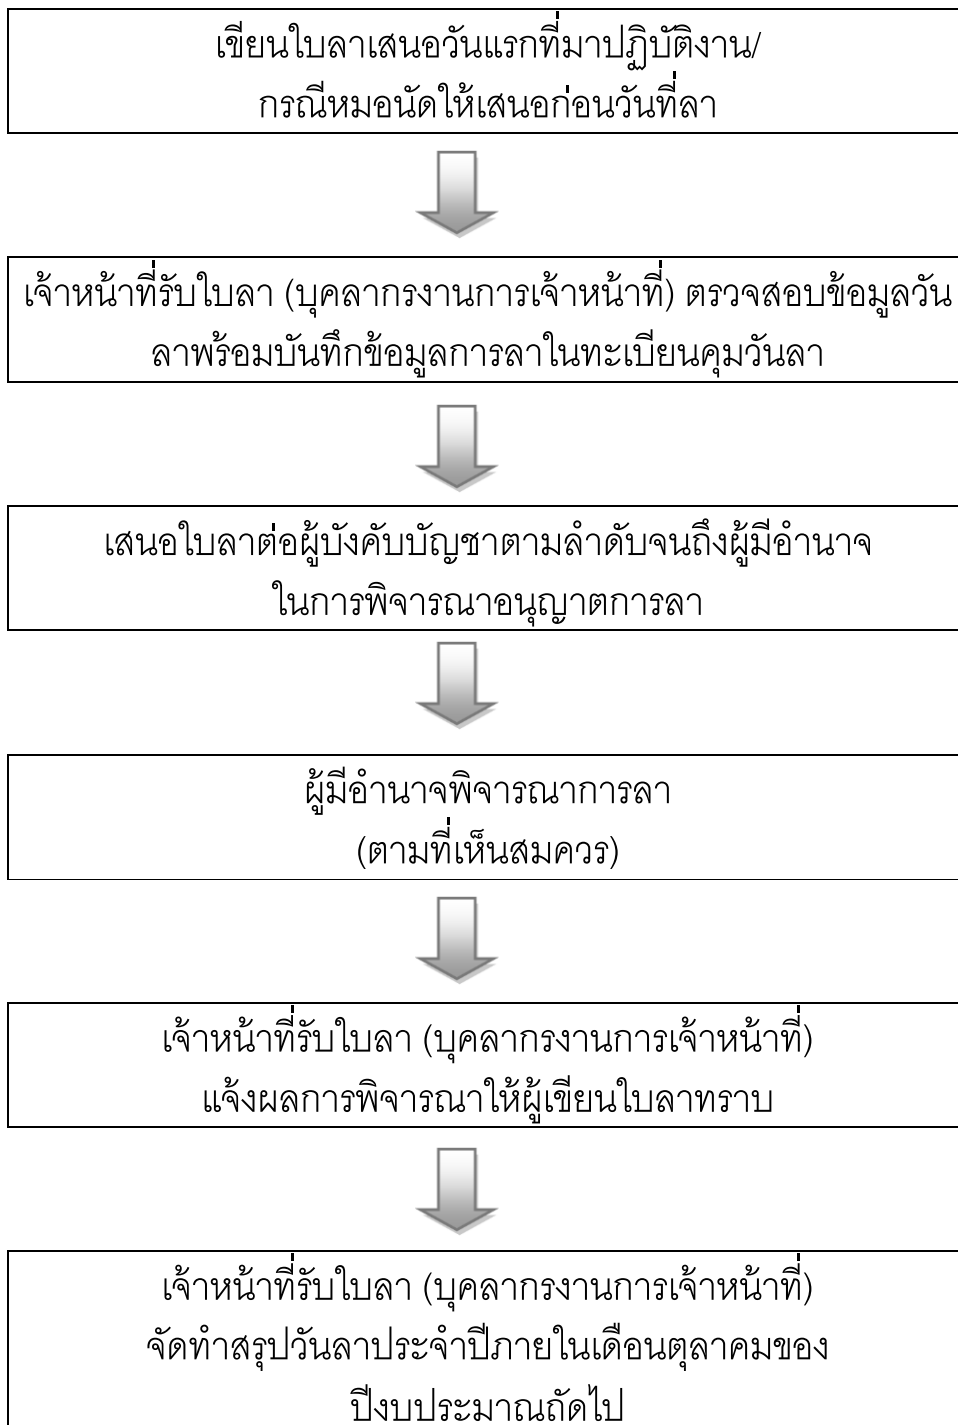 เขียนใบลาเสนอวันแรกที่มาปฏิบัติงาน/
กรณีหมอนัดให้เสนอก่อนวันที่ลา
เจ้าหน้าที่รับใบลา (บุคลากรงานการเจ้าหน้าที่) ตรวจสอบข้อมูลวัน
ลาพร้อมบันทึกข้อมูลการลาในทะเบียนคุมวันลา
เสนอใบลาต่อผู้บังคับบัญชาตามลำดับจนถึงผู้มีอำนาจ
ในการพิจารณาอนุญาตการลา
ผู้มีอำนาจพิจารณาการลา
(ตามที่เห็นสมควร)
เจ้าหน้าที่รับใบลา (บุคลากรงานการเจ้าหน้าที่)
แจ้งผลการพิจารณาให้ผู้เขียนใบลาทราบ
เจ้าหน้าที่รับใบลา (บุคลากรงานการเจ้าหน้าที่)
จัดทำสรุปวันลาประจำปีภายในเดือนตุลาคมของ
ปีงบประมาณถัดไป